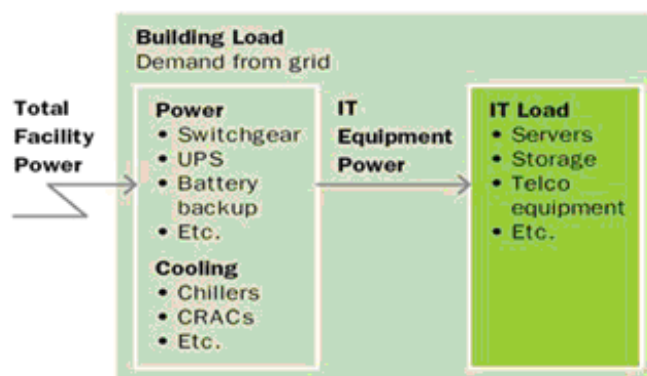 Building Load
Demand from grid
Total
Facility
Power
Power
• Switchgear
• UPS
• Battery
backup
• Etc.
Cooling
• Chillers
• CRACs
• Etc.
IT
Equipment
Power
IT Load
• Servers
• Storage
• Telco
equipment
• Etc.